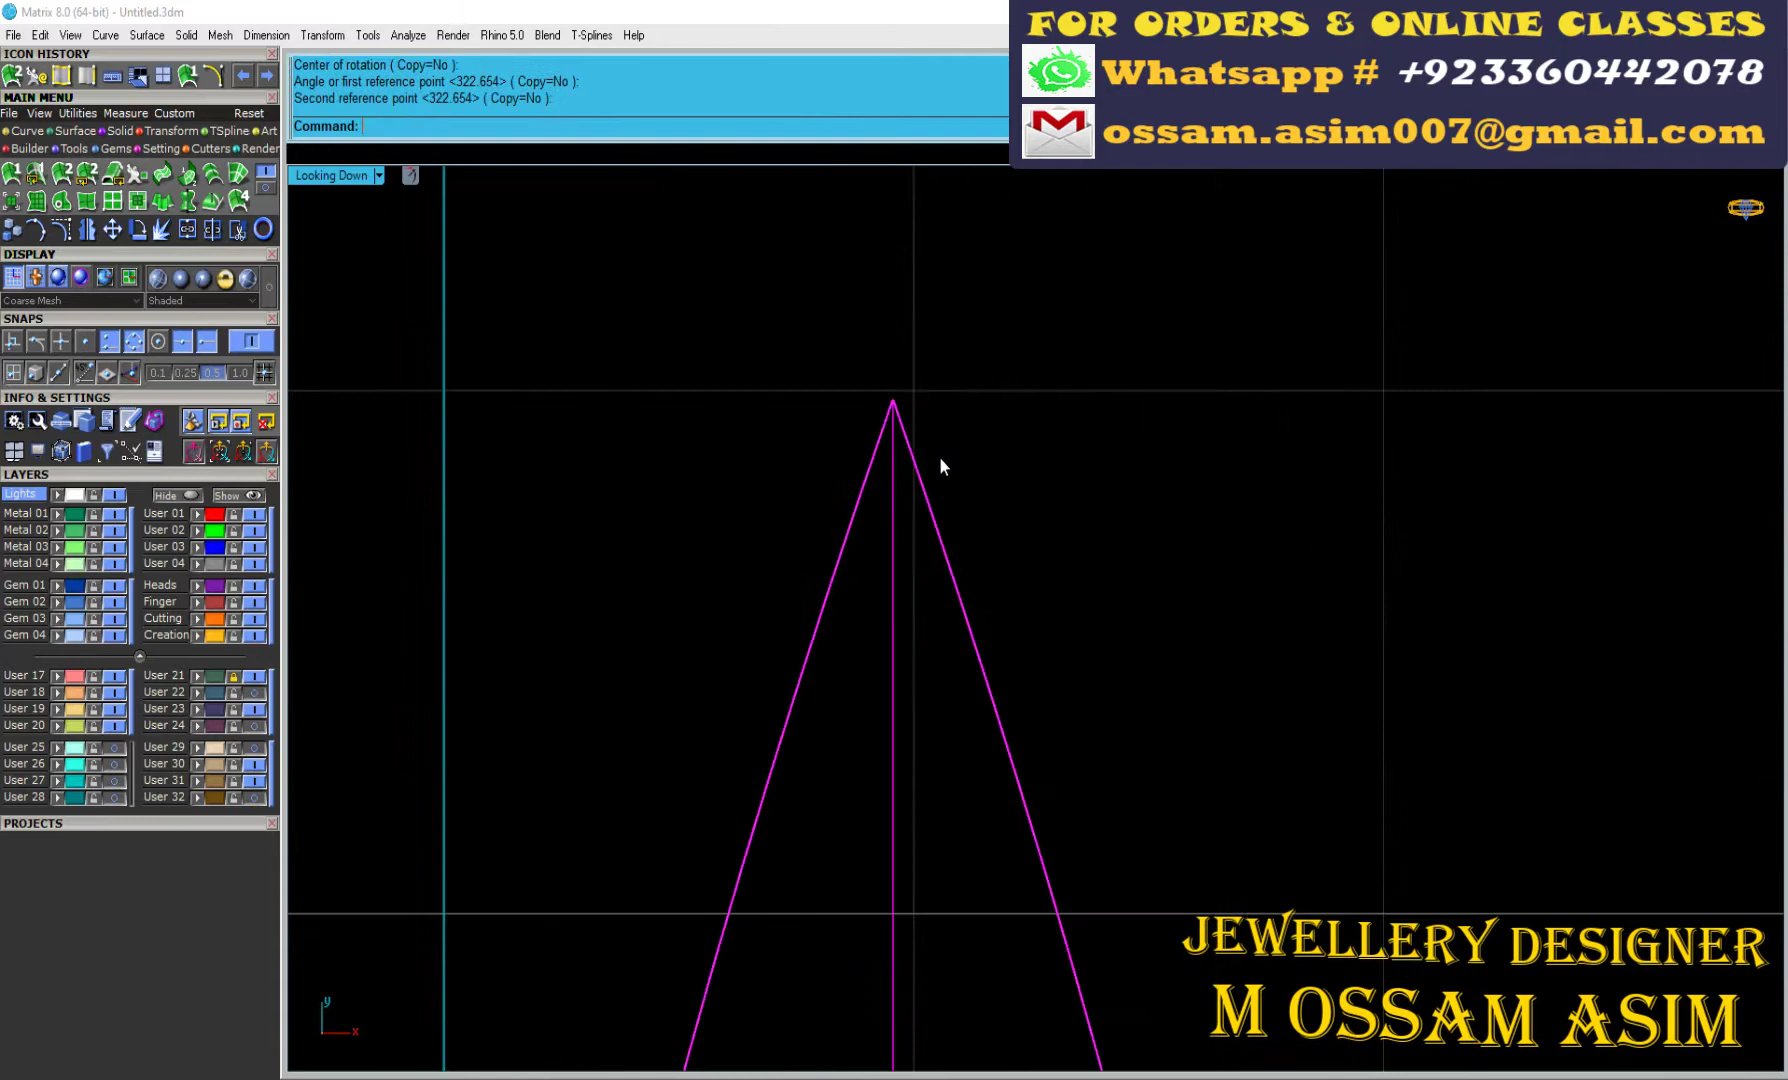 Matrix 8.0 (64-bit) - Untitled.3dm
File Edit View Curve Surface Solid Mesh Dimension Transform Tools Analyze Render Rhino 5.0 Blend T-Splines Help
FOR ORDERS & ONLINE CLASSES
Whatsapp # +923360442078
ossam.asim007@gmail.com
ICON HISTORY
Center of rotation ( Copy=No ):
Angle or first reference point <322.654> ( Copy=No ):
Second reference point <322.654> ( Copy=No ):
Command:
MAIN MENU
File View Utilities Measure Custom Reset
Curve Surface Solid Transform TSpline Art
Builder Tools Gems Setting Cutters Render
Looking Down
DISPLAY
Coarse Mesh Shaded
SNAPS
0.1 0.25 0.5 1.0
INFO & SETTINGS
LAYERS
Lights Hide Show
Metal 01 User 01
Metal 02 User 02
Metal 03 User 03
Metal 04 User 04
Gem 01 Heads
Gem 02 Finger
Gem 03 Cutting
Gem 04 Creation
User 17 User 21
User 18 User 22
User 19 User 23
User 20 User 24
User 25 User 29
User 26 User 30
User 27 User 31
User 28 User 32
PROJECTS
y
x
JEWELLERY DESIGNER
M OSSAM ASIM